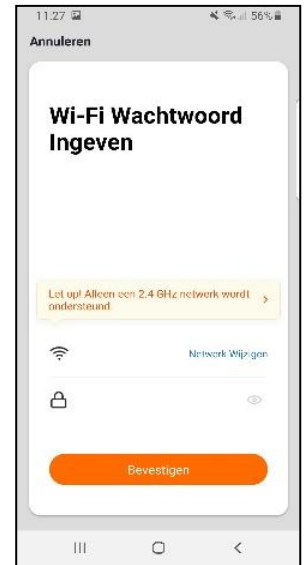 11.27 56%
Annuleren
Wi-Fi Wachtwoord
Ingeven
Let up! Alleen een 2.4 GHz netwerk wordt
ondersteund.
Netwerk Wijzigen
Bevestigen